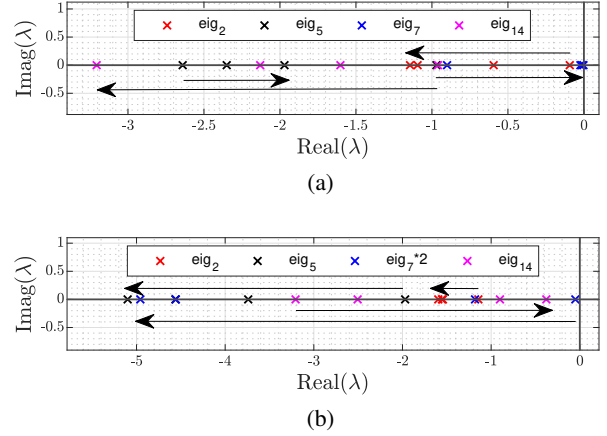 1
0.5
0
-0.5
Imag(λ)
eig2 eig5 eig7 eig14
-3 -2.5 -2 -1.5 -1 -0.5 0
Real(λ)
(a)
1
0.5
0
-0.5
Imag(λ)
eig2 eig5 eig7*2 eig14
-5 -4 -3 -2 -1 0
Real(λ)
(b)